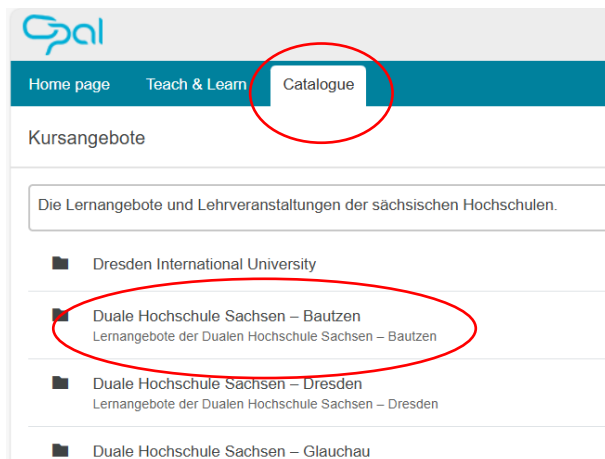 Opal
Home page Teach & Learn Catalogue
Kursangebote
Die Lernangebote und Lehrveranstaltungen der sächsischen Hochschulen.
Dresden International University
Duale Hochschule Sachsen – Bautzen
Lernangebote der Dualen Hochschule Sachsen – Bautzen
Duale Hochschule Sachsen – Dresden
Lernangebote der Dualen Hochschule Sachsen – Dresden
Duale Hochschule Sachsen – Glauchau